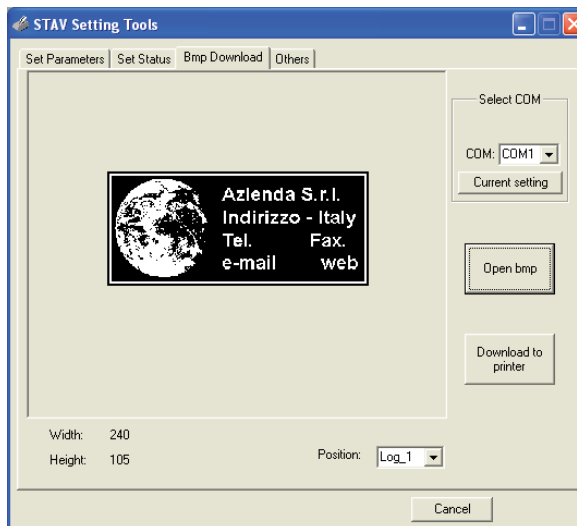 STAV Setting Tools
Set Parameters Set Status Bmp Download Others
Select COM
COM: COM1
Current setting
AzIenda S.r.l.
Indirizzo - Italy
Tel. Fax.
e-mail web
Open bmp
Download to
printer
Width: 240
Height: 105
Position: Log_1
Cancel